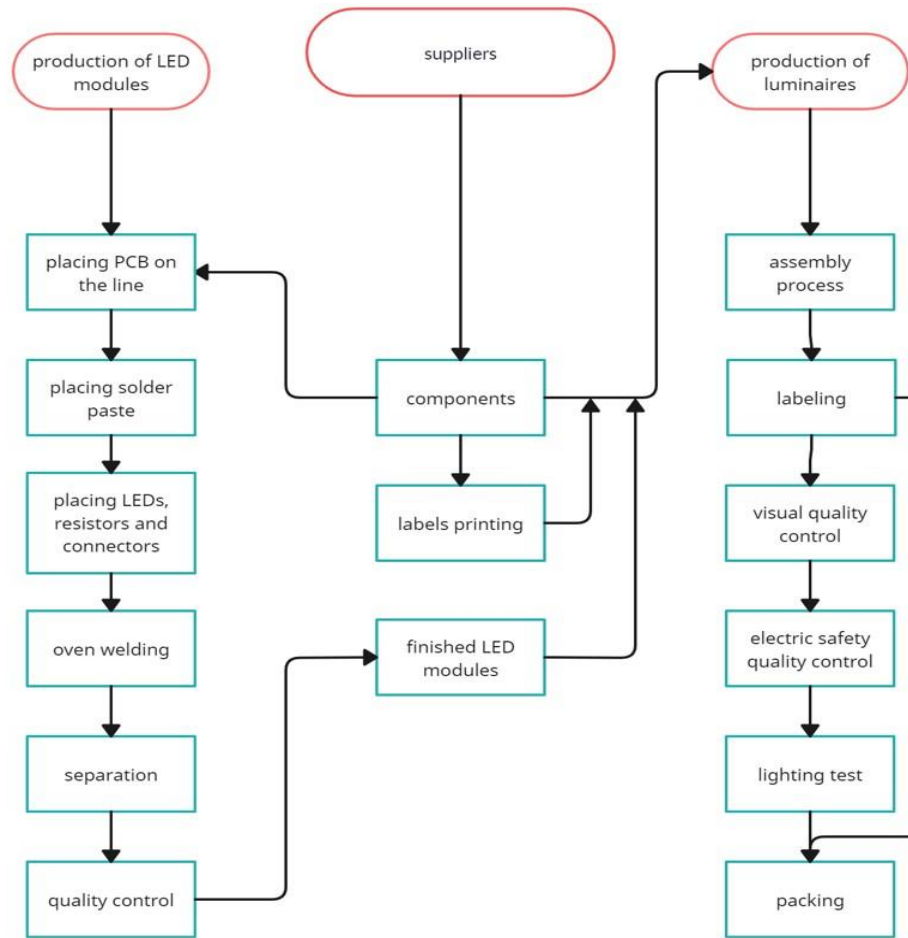 production of LED
modules
suppliers
production of
luminaires
placing PCB on
the line
assembly
process
placing solder
paste
components
labeling
placing LEDs,
resistors and
connectors
labels printing
visual quality
control
oven welding
finished LED
modules
electric safety
quality control
separation
lighting test
quality control
packing